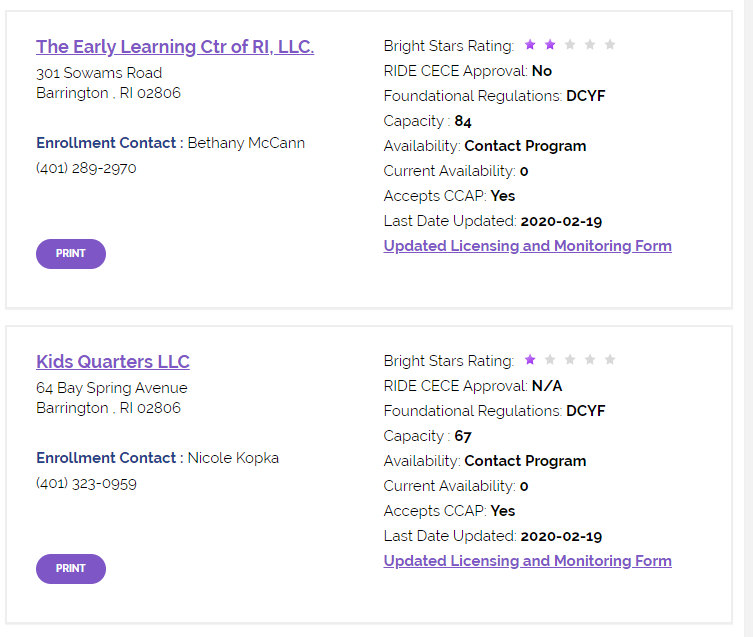 The Early Learning Ctr of RI, LLC.
301 Sowams Road
Barrington , RI 02806
Enrollment Contact : Bethany McCann
(401) 289-2970
PRINT
Bright Stars Rating:
RIDE CECE Approval: No
Foundational Regulations: DCYF
Capacity : 84
Availability: Contact Program
Current Availability: 0
Accepts CCAP: Yes
Last Date Updated: 2020-02-19
Updated Licensing and Monitoring Form
Kids Quarters LLC
64 Bay Spring Avenue
Barrington , RI 02806
Enrollment Contact : Nicole Kopka
(401) 323-0959
PRINT
Bright Stars Rating:
RIDE CECE Approval: N/A
Foundational Regulations: DCYF
Capacity : 67
Availability: Contact Program
Current Availability: 0
Accepts CCAP: Yes
Last Date Updated: 2020-02-19
Updated Licensing and Monitoring Form